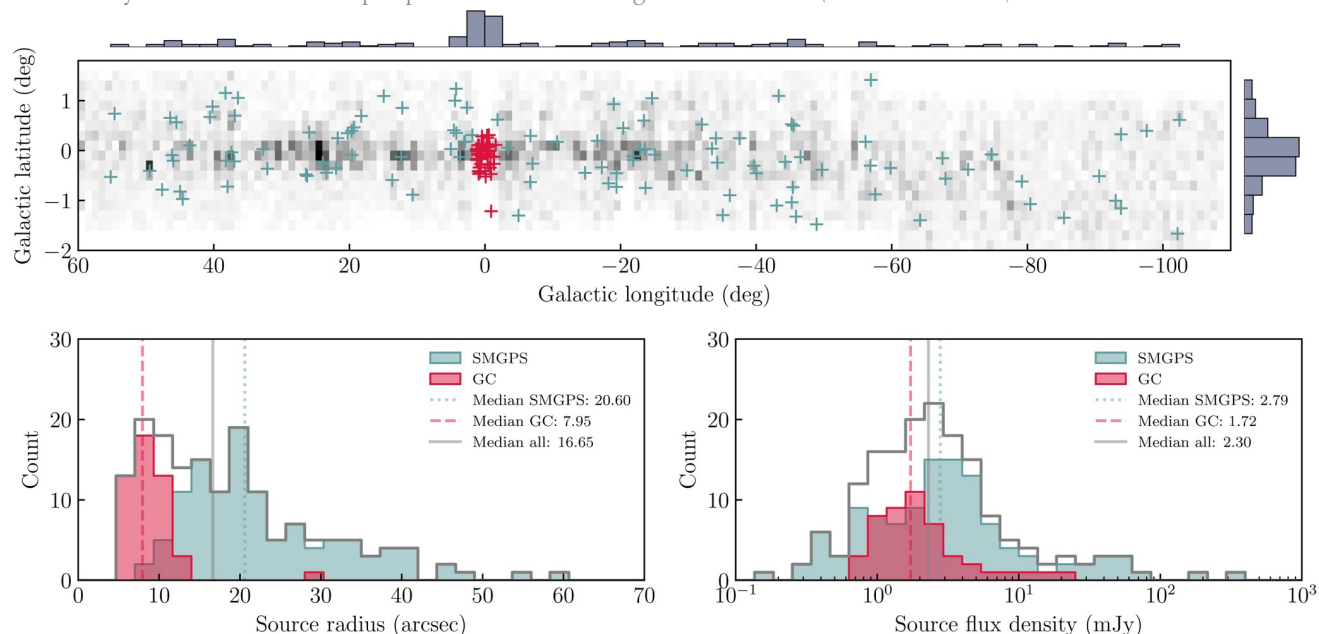 Galactic latitude (deg)
1
0
−1
−2
60 40 20 0 −20 −40 −60 −80 −100
Galactic longitude (deg)
30
20
10
0
Count
SMGPS
GC
Median SMGPS: 20.60
Median GC: 7.95
Median all: 16.65
0 10 20 30 40 50 60 70
Source radius (arcsec)
30
20
10
0
Count
SMGPS
GC
Median SMGPS: 2.79
Median GC: 1.72
Median all: 2.30
10⁻¹ 10⁰ 10¹ 10² 10³
Source flux density (mJy)